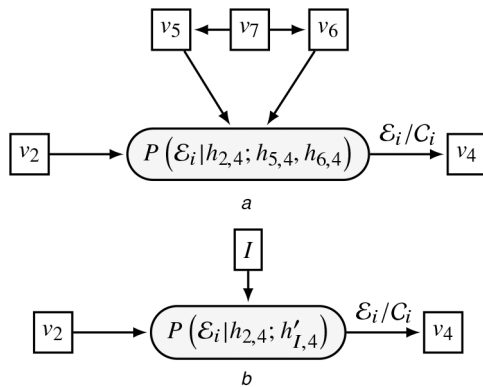 v5 v7 v6
v2 P(ℰi|h2,4; h5,4, h6,4) ℰi/𝒞i v4
a
I
v2 P(ℰi|h2,4; h′I,4) ℰi/𝒞i v4
b